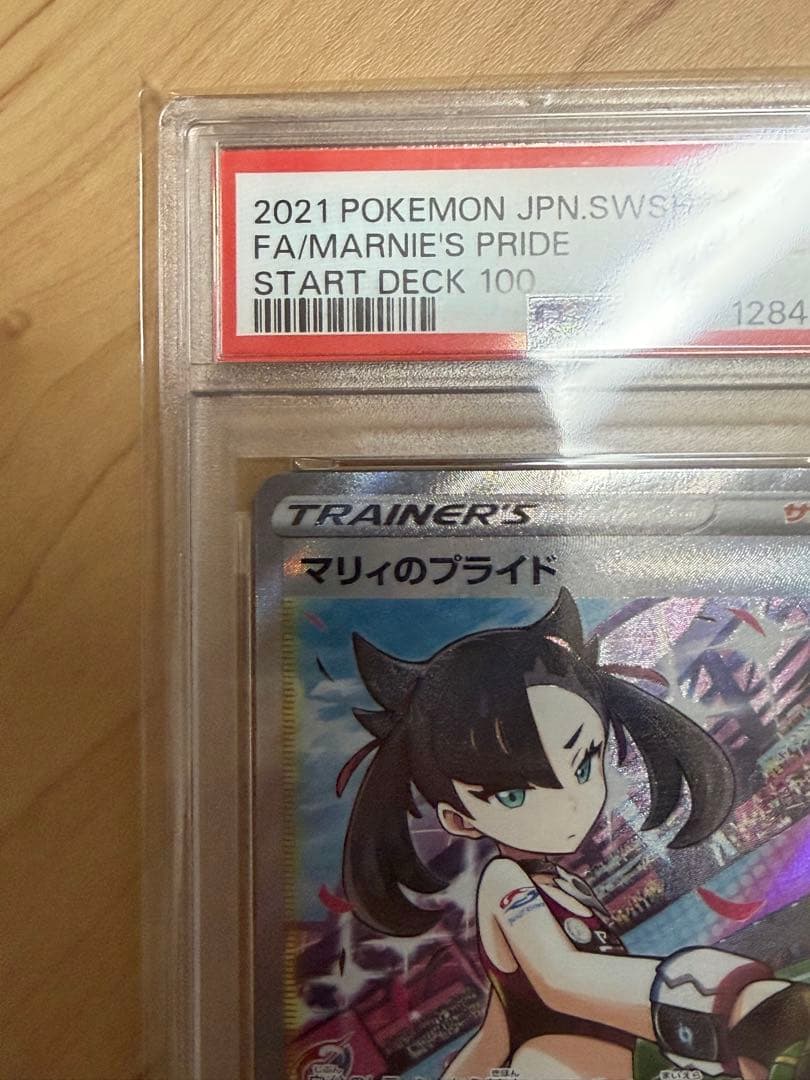 2021 POKEMON JPN.SWSH
FA/MARNIE'S PRIDE
START DECK 100
1284
TRAINER'S
サ
マリィのプライド